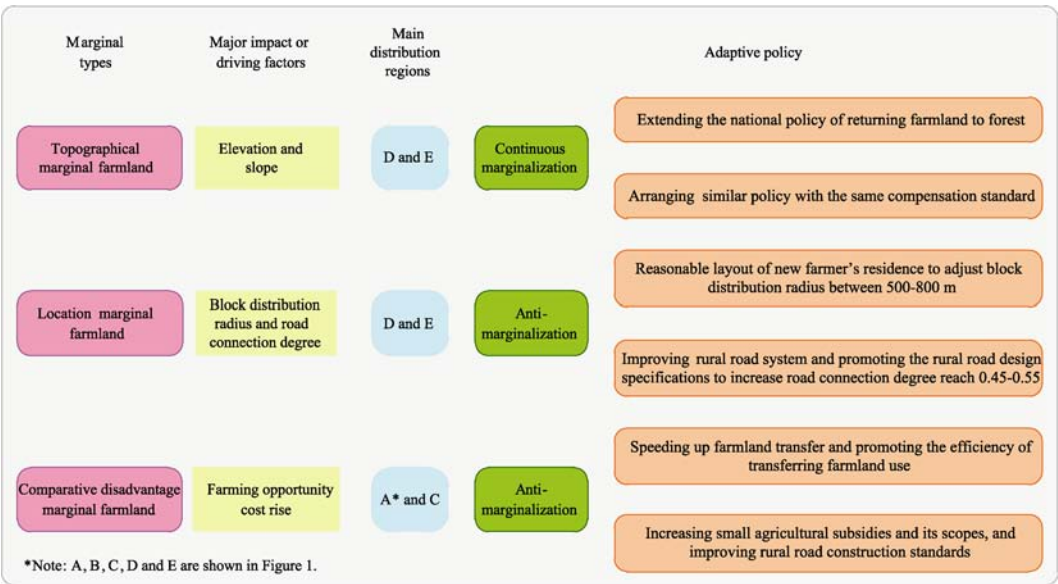 Marginal
types
Major impact or
driving factors
Main
distribution
regions
Adaptive policy
Topographical
marginal farmland
Elevation and
slope
D and E
Continuous
marginalization
Extending the national policy of returning farmland to forest
Arranging similar policy with the same compensation standard
Location marginal
farmland
Block distribution
radius and road
connection degree
D and E
Anti-
marginalization
Reasonable layout of new farmer's residence to adjust block
distribution radius between 500-800 m
Improving rural road system and promoting the rural road design
specifications to increase road connection degree reach 0.45-0.55
Comparative disadvantage
marginal farmland
Farming opportunity
cost rise
A* and C
Anti-
marginalization
Speeding up farmland transfer and promoting the efficiency of
transferring farmland use
Increasing small agricultural subsidies and its scopes, and
improving rural road construction standards
*Note: A, B, C, D and E are shown in Figure 1.